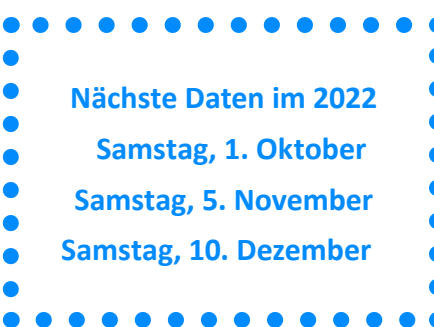 Nächste Daten im 2022
Samstag, 1. Oktober
Samstag, 5. November
Samstag, 10. Dezember